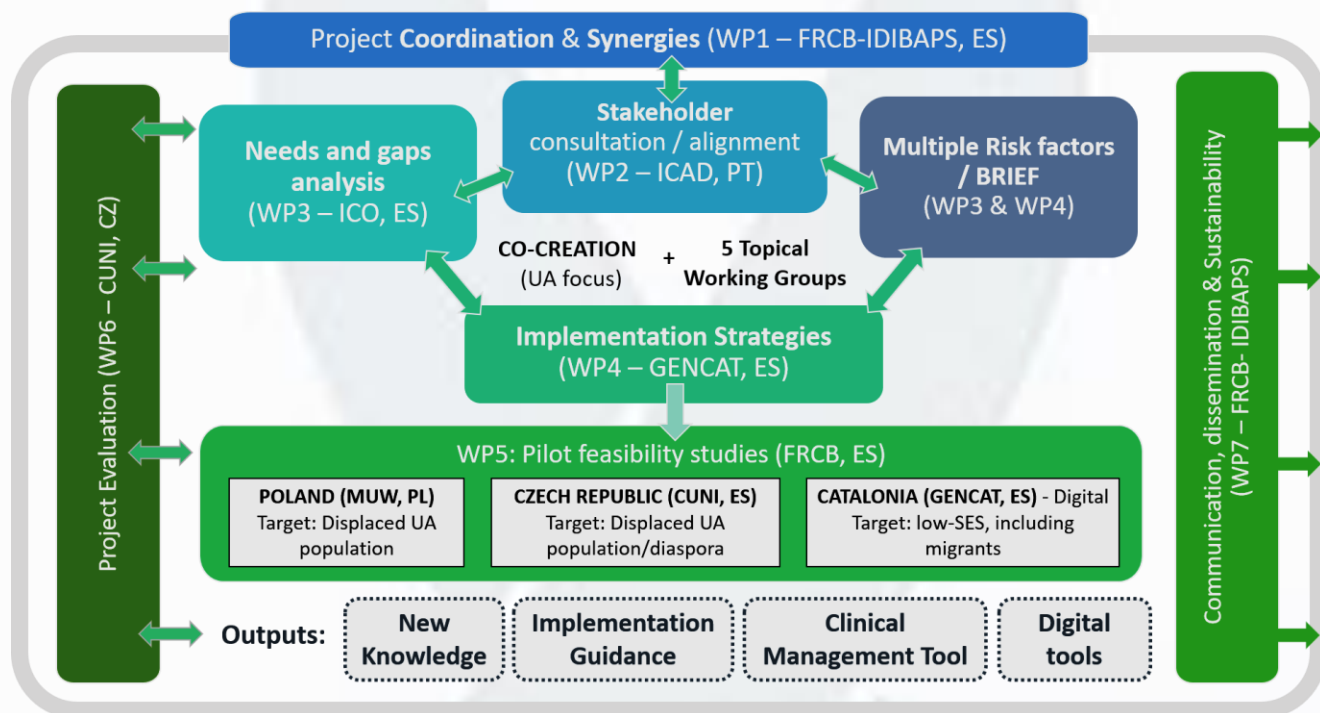 Project Coordination & Synergies (WP1 – FRCB-IDIBAPS, ES)
Project Evaluation (WP6 – CUNI, CZ)
Needs and gaps
analysis
(WP3 – ICO, ES)
Stakeholder
consultation / alignment
(WP2 – ICAD, PT)
Multiple Risk factors
/ BRIEF
(WP3 & WP4)
CO-CREATION
(UA focus)
+
5 Topical
Working Groups
Implementation Strategies
(WP4 – GENCAT, ES)
WP5: Pilot feasibility studies (FRCB, ES)
POLAND (MUW, PL)
Target: Displaced UA
population
CZECH REPUBLIC (CUNI, ES)
Target: Displaced UA
population/diaspora
CATALONIA (GENCAT, ES) - Digital
Target: low-SES, including
migrants
Outputs:
New
Knowledge
Implementation
Guidance
Clinical
Management Tool
Digital
tools
Communication, dissemination & Sustainability
(WP7 – FRCB- IDIBAPS)